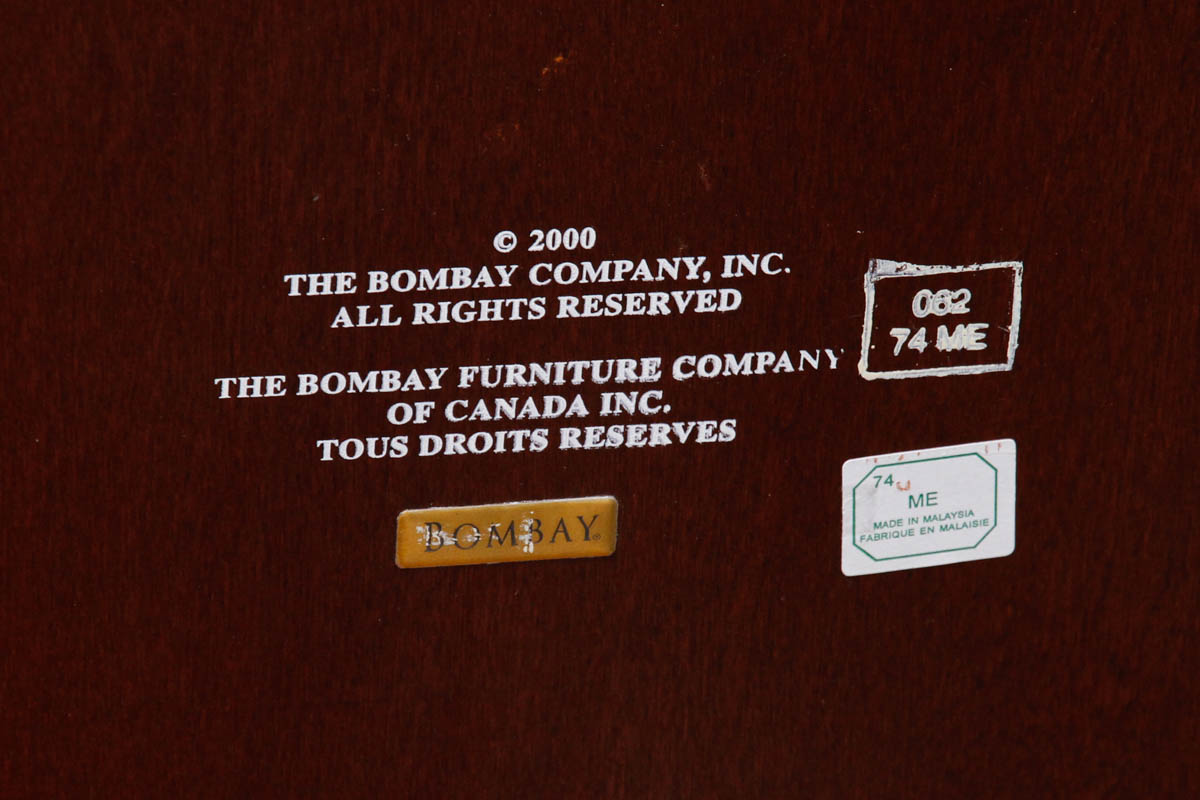 © 2000
THE BOMBAY COMPANY, INC.
ALL RIGHTS RESERVED
THE BOMBAY FURNITURE COMPANY
OF CANADA INC.
TOUS DROITS RESERVES
BOMBAY®
062
74 ME
74
ME
MADE IN MALAYSIA
FABRIQUE EN MALAISIE